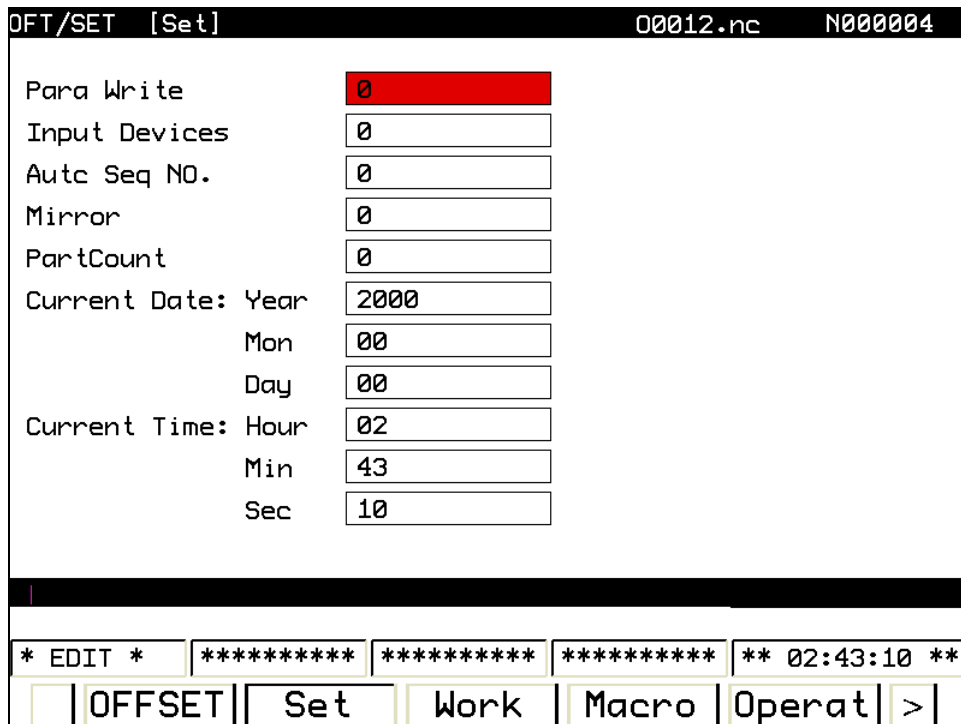 OFT/SET [Set] O0012.nc N000004
Para Write 0
Input Devices 0
Autc Seq NO. 0
Mirror 0
PartCount 0
Current Date: Year 2000
Mon 00
Day 00
Current Time: Hour 02
Min 43
Sec 10
* EDIT * ********** ********** ********** ** 02:43:10 **
OFFSET Set Work Macro Operat >